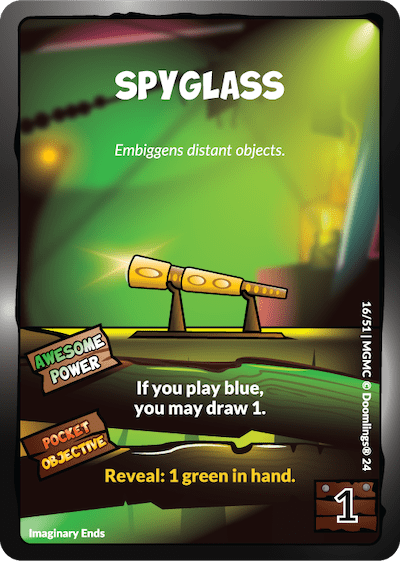 SPYGLASS
Embiggens distant objects.
AWESOME
POWER
If you play blue,
you may draw 1.
POCKET
OBJECTIVE
Reveal: 1 green in hand.
16/51 | MGMC © Doomlings® 24
1
Imaginary Ends